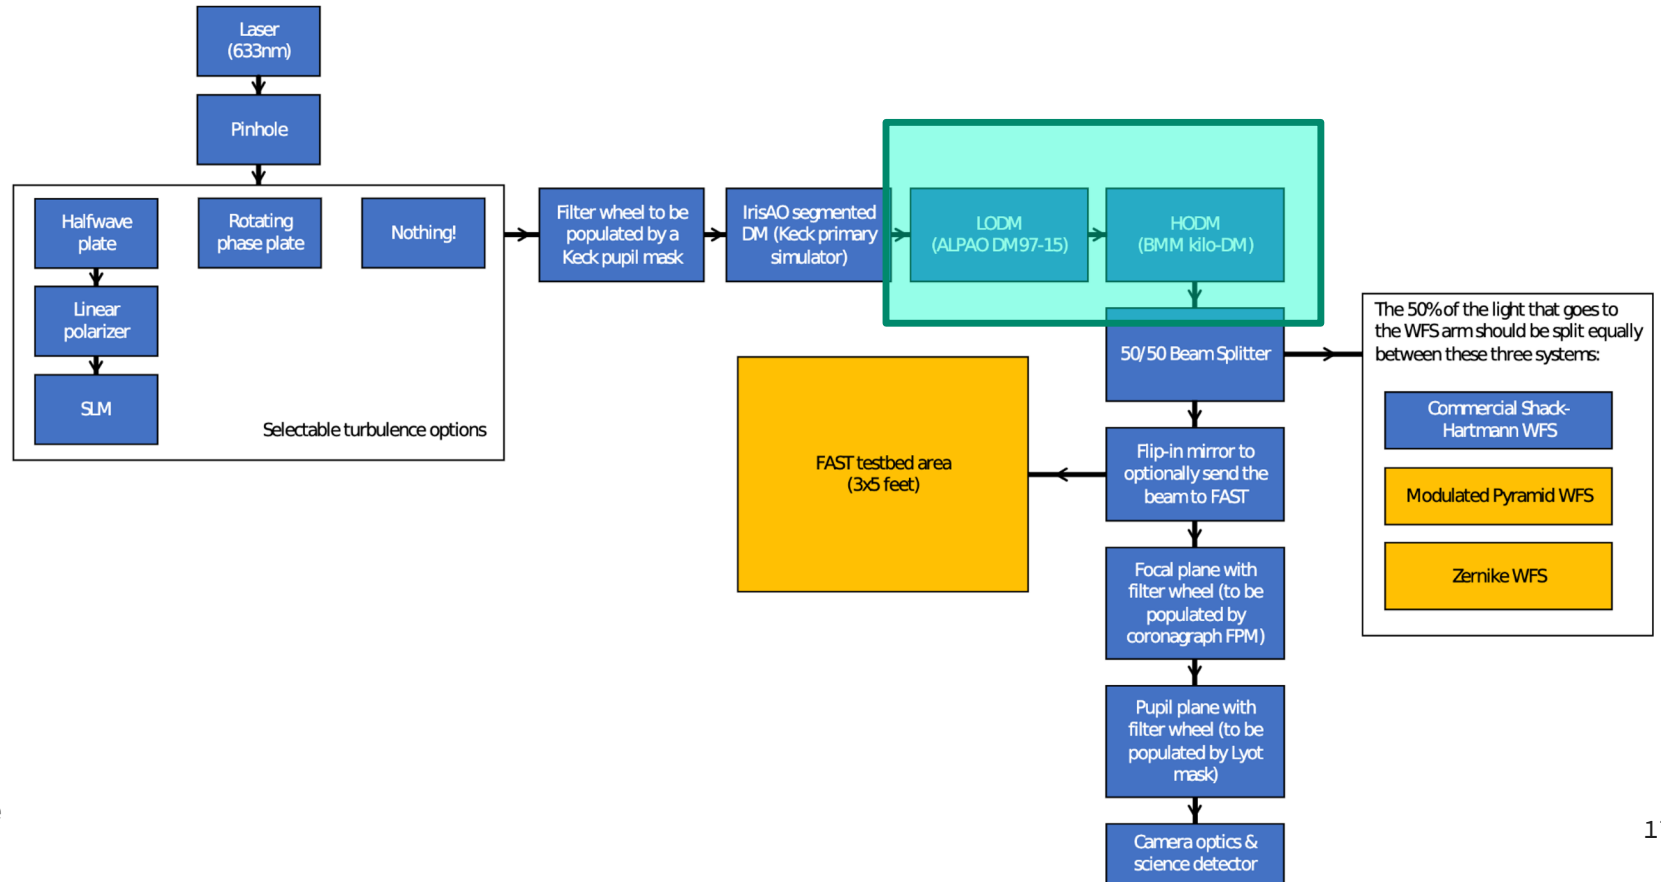 Laser
(633nm)
Pinhole
Halfwave
plate
Linear
polarizer
SLM
Rotating
phase plate
Nothing!
Selectable turbulence options
Filter wheel to be
populated by a
Keck pupil mask
IrisAO segmented
DM (Keck primary
simulator)
LODM
(ALPAO DM97-15)
HODM
(BMM kilo-DM)
50/50 Beam Splitter
The 50% of the light that goes to
the WFS arm should be split equally
between these three systems:
Commercial Shack-
Hartmann WFS
Modulated Pyramid WFS
Zernike WFS
Flip-in mirror to
optionally send the
beam to FAST
FAST testbed area
(3x5 feet)
Focal plane with
filter wheel (to be
populated by
coronagraph FPM)
Pupil plane with
filter wheel (to be
populated by Lyot
mask)
Camera optics &
science detector